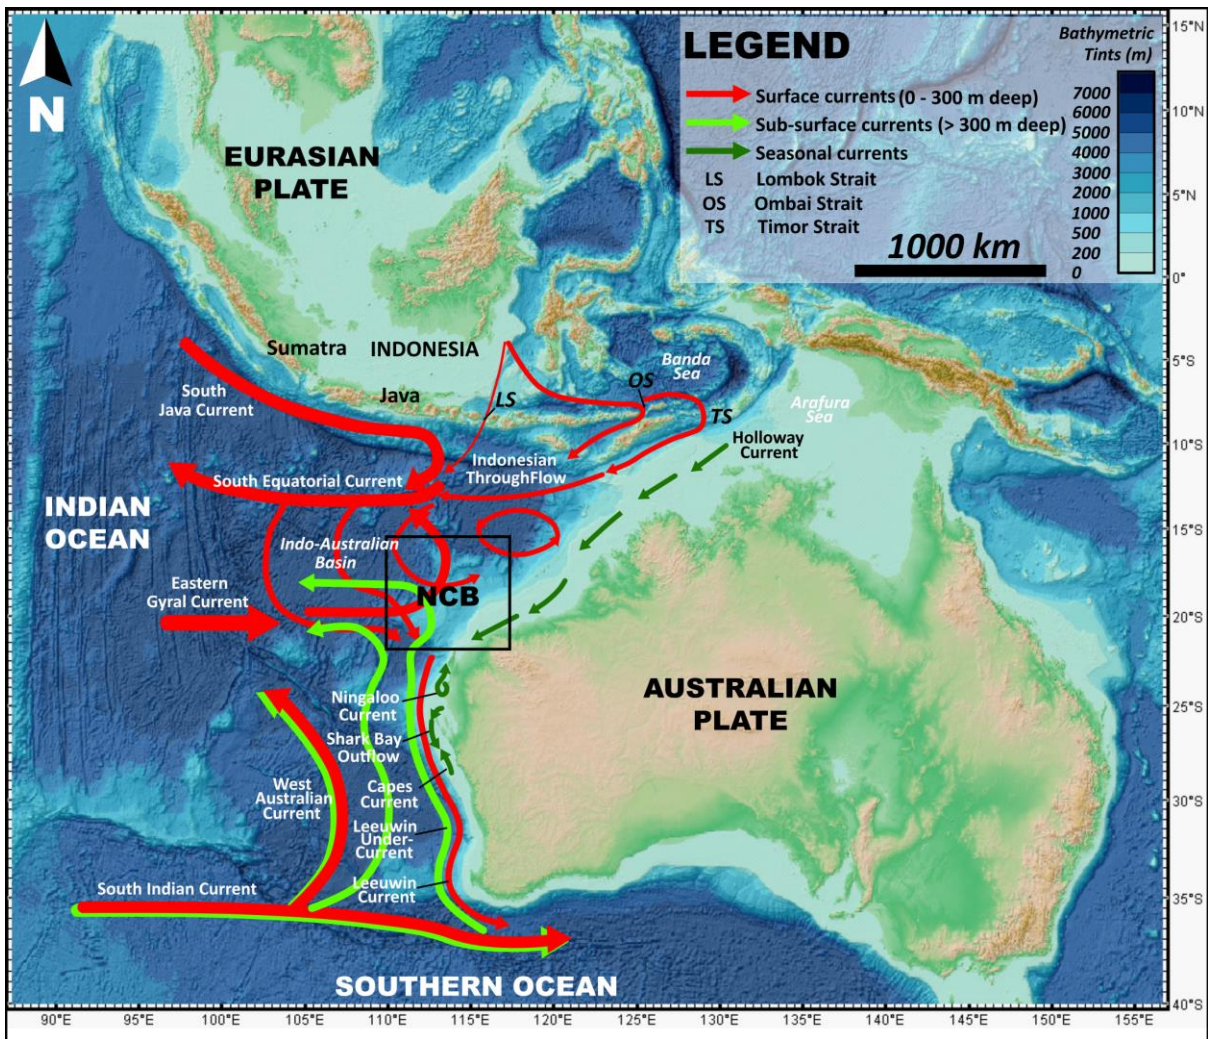 LEGEND
Bathymetric
Tints (m)
Surface currents (0 - 300 m deep)
Sub-surface currents (> 300 m deep)
Seasonal currents
LS Lombok Strait
OS Ombai Strait
TS Timor Strait
1000 km
7000
6000
5000
4000
3000
2000
1000
500
200
0
N
EURASIAN
PLATE
Sumatra
INDONESIA
Java
Banda
Sea
OS
LS
TS
Arafura
Sea
South
Java Current
Holloway
Current
Indonesian
ThroughFlow
South Equatorial Current
INDIAN
OCEAN
Indo-Australian
Basin
Eastern
Gyral Current
NCB
AUSTRALIAN
PLATE
Ningaloo
Current
Shark Bay
Outflow
Capes
Current
West
Australian
Current
Leeuwin
Under-
Current
Leeuwin
Current
South Indian Current
SOUTHERN OCEAN
15°N
10°N
5°N
0°
5°S
10°S
15°S
20°S
25°S
30°S
35°S
40°S
90°E
95°E
100°E
105°E
110°E
115°E
120°E
125°E
130°E
135°E
140°E
145°E
150°E
155°E